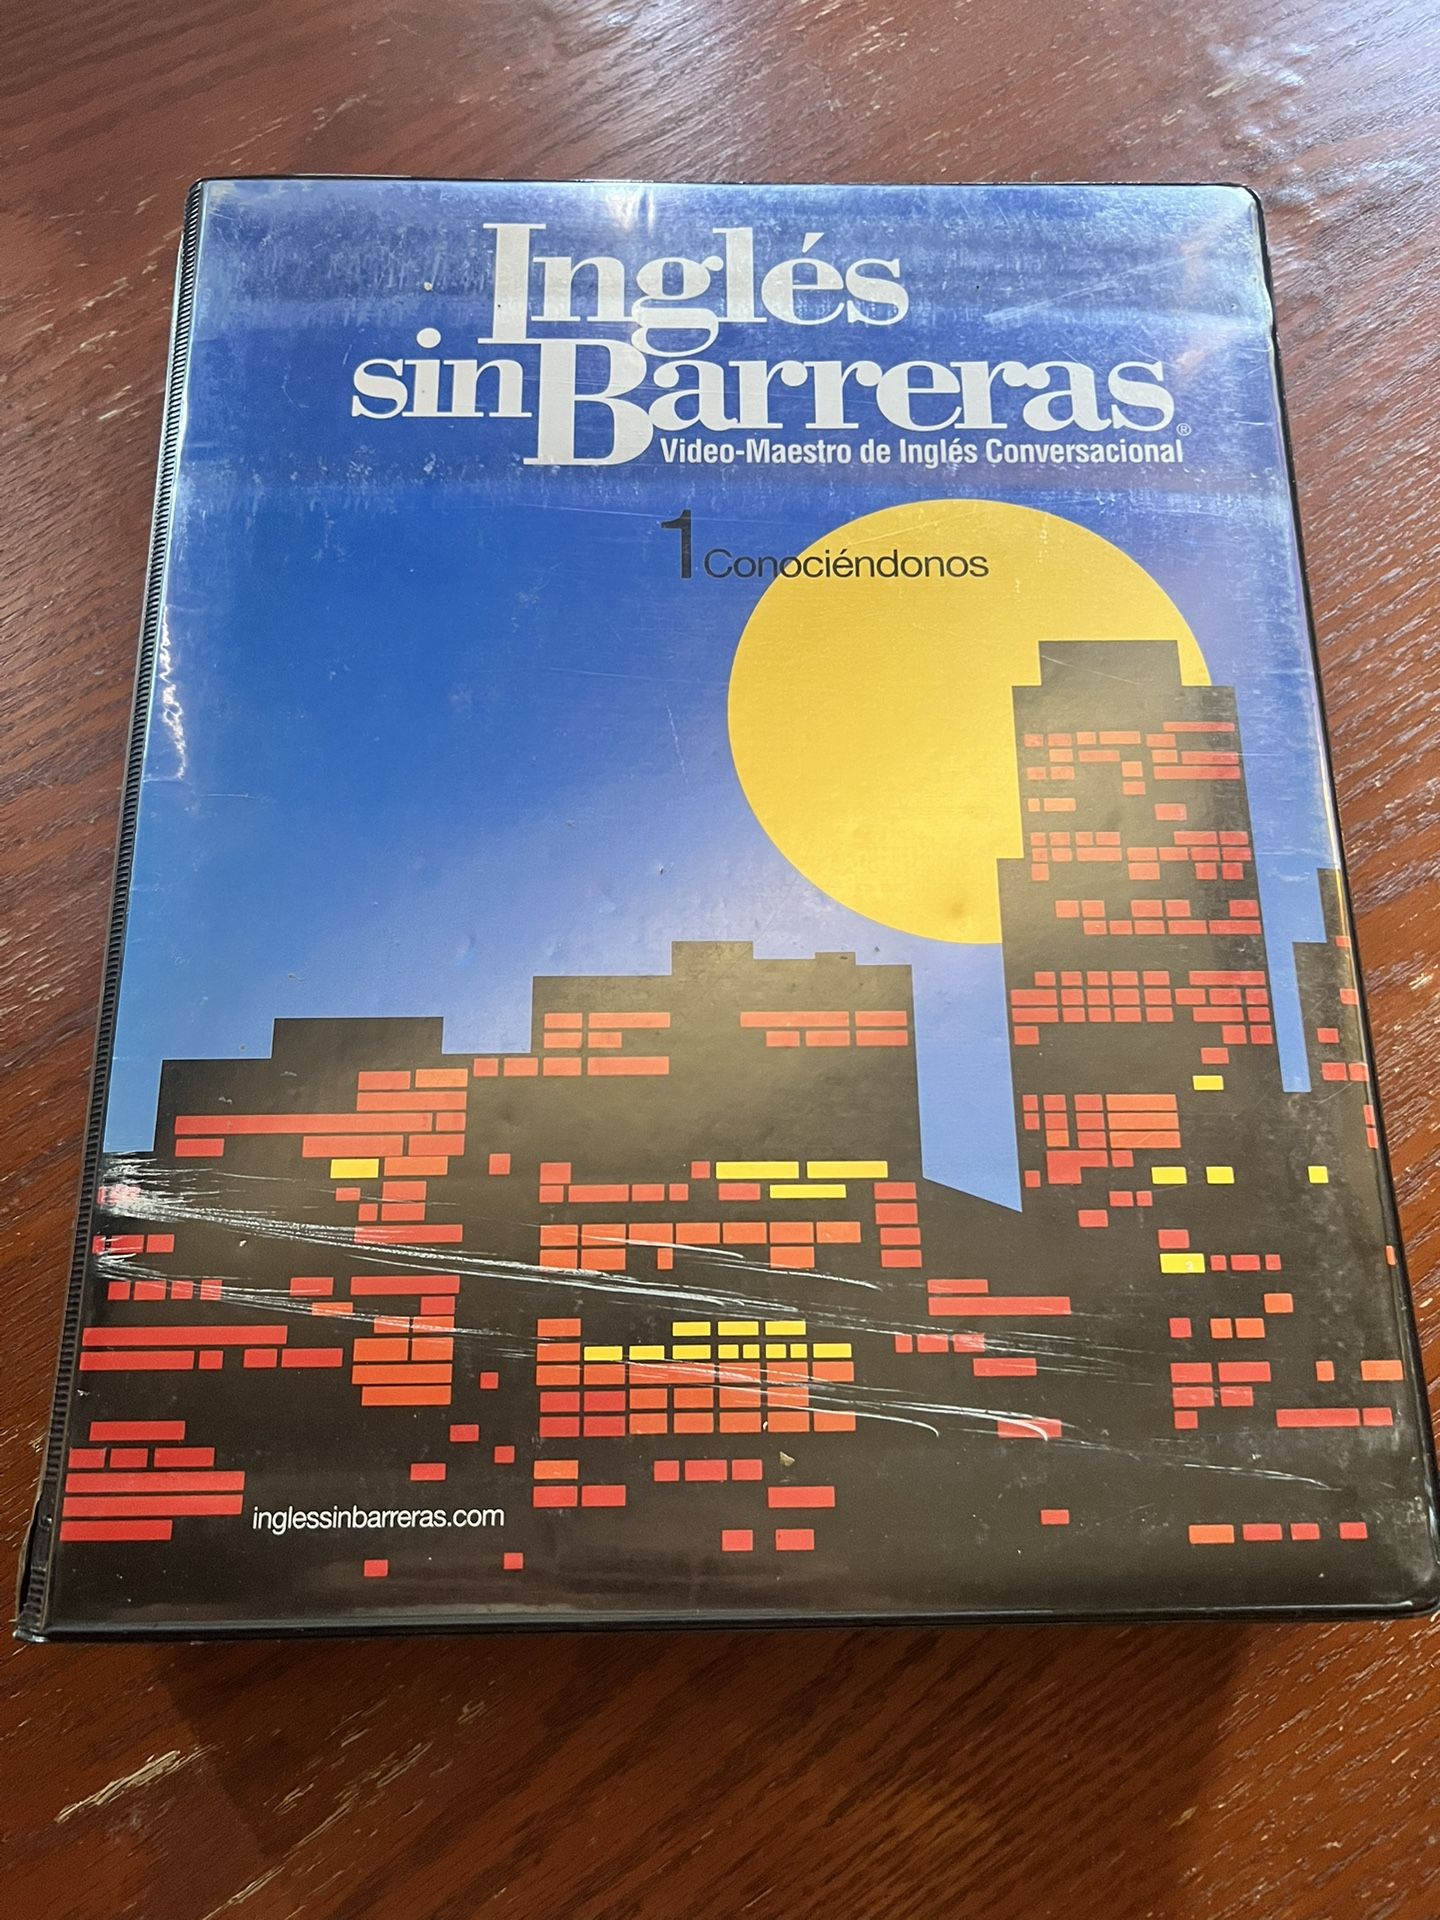 Inglés
sin Barreras®
Video-Maestro de Inglés Conversacional
1 Conociéndonos
inglessinbarreras.com